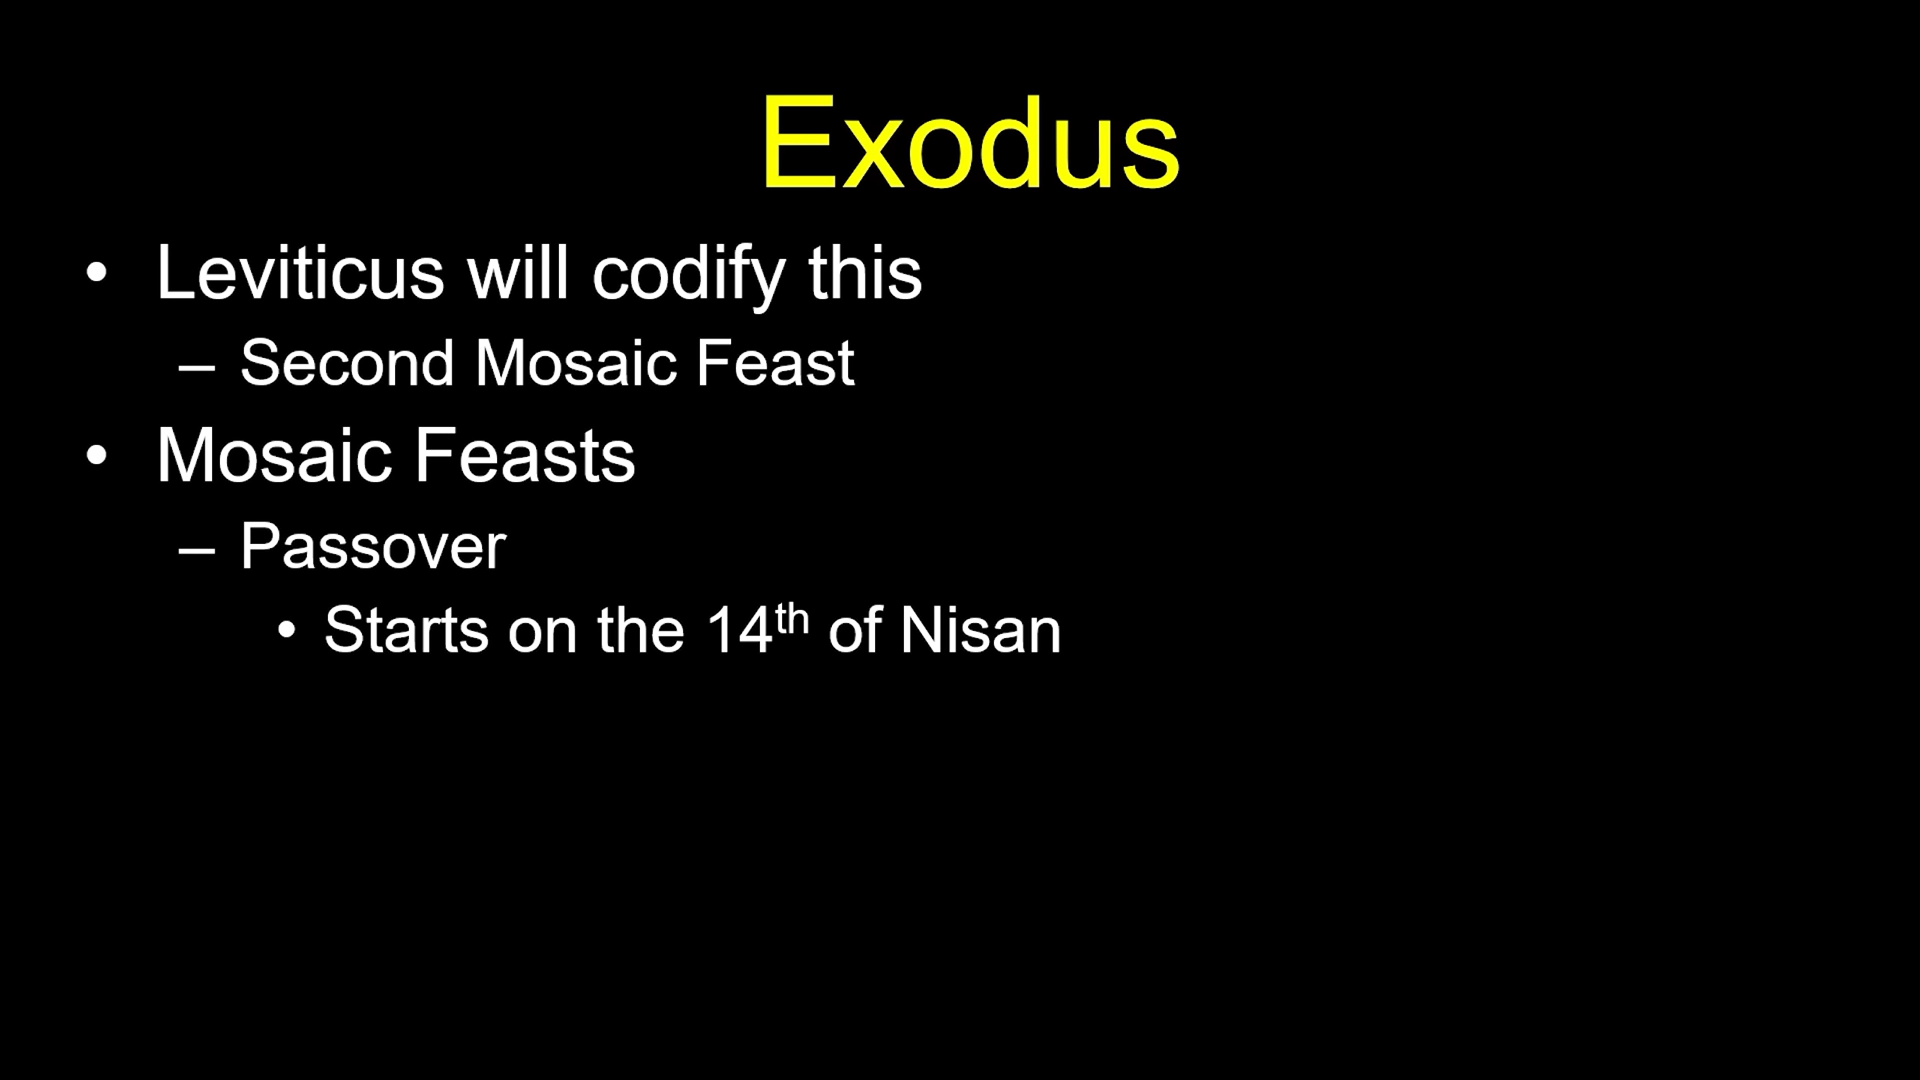 Exodus
• Leviticus will codify this
– Second Mosaic Feast
• Mosaic Feasts
– Passover
• Starts on the 14th of Nisan